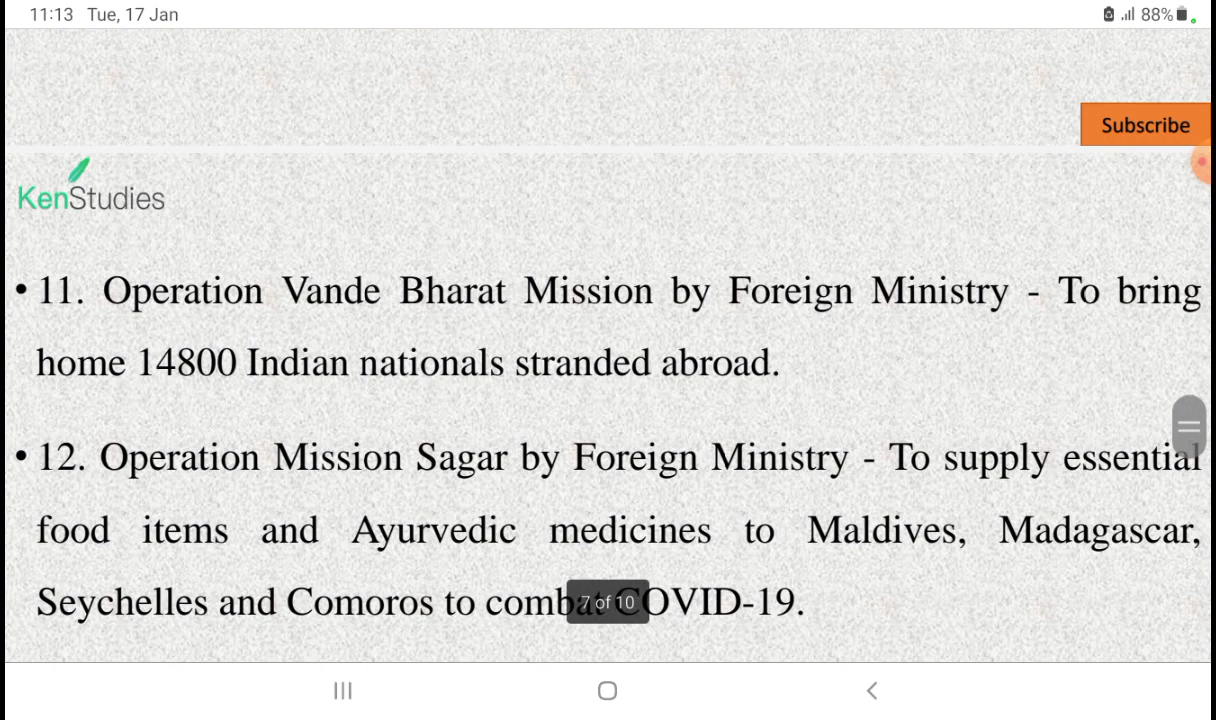 11:13 Tue, 17 Jan 88%
Subscribe
KenStudies
• 11. Operation Vande Bharat Mission by Foreign Ministry - To bring
home 14800 Indian nationals stranded abroad.
• 12. Operation Mission Sagar by Foreign Ministry - To supply essential
food items and Ayurvedic medicines to Maldives, Madagascar,
Seychelles and Comoros to combat COVID-19.
7 of 10